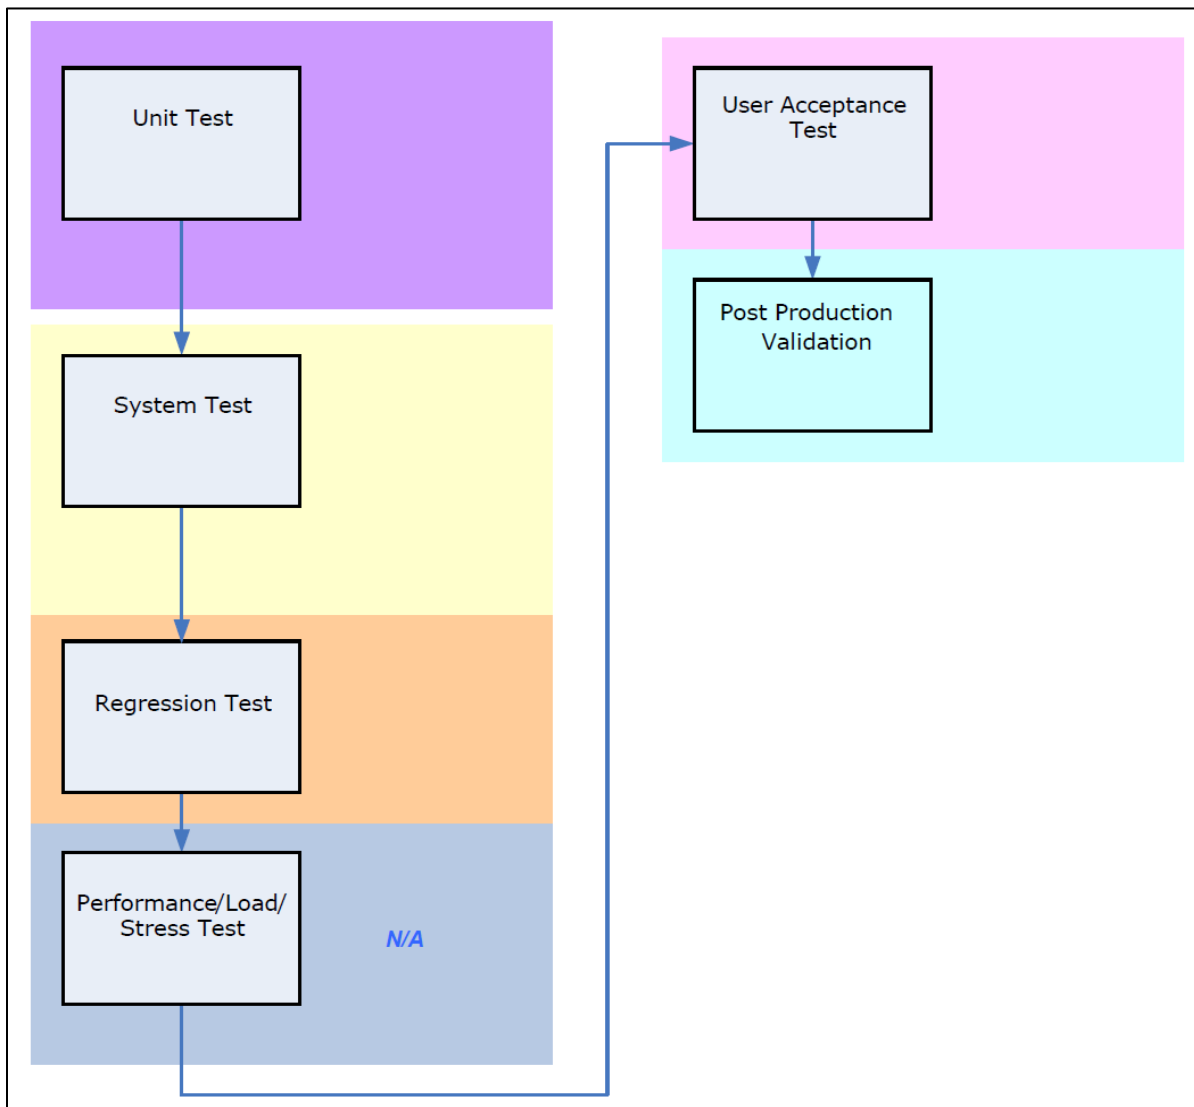 Unit Test
System Test
Regression Test
Performance/Load/
Stress Test
N/A
User Acceptance
Test
Post Production
Validation